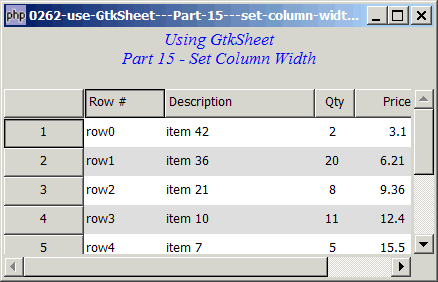 php 0262-use-GtkSheet---Part-15---set-column-widt...
Using GtkSheet
Part 15 - Set Column Width
Row # Description Qty Price
1 row0 item 42 2 3.1
2 row1 item 36 20 6.21
3 row2 item 21 8 9.36
4 row3 item 10 11 12.4
5 row4 item 7 5 15.5